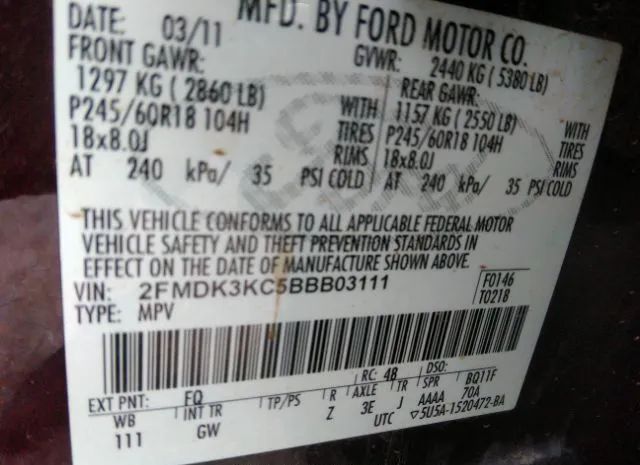 MFD. BY FORD MOTOR CO.
DATE: 03/11 GVWR: 2440 KG ( 5380 LB)
FRONT GAWR: REAR GAWR:
1297 KG ( 2860 LB) 1157 KG ( 2550 LB)
P245/60R18 104H WITH TIRES P245/60R18 104H WITH TIRES
18x8.0J RIMS 18x8.0J RIMS
AT 240 kPa/ 35 PSI COLD AT 240 kPa/ 35 PSI COLD
THIS VEHICLE CONFORMS TO ALL APPLICABLE FEDERAL MOTOR
VEHICLE SAFETY AND THEFT PREVENTION STANDARDS IN
EFFECT ON THE DATE OF MANUFACTURE SHOWN ABOVE.
VIN: 2FMDK3KC5BBB03111 F0146
TYPE: MPV T0218
EXT PNT: FQ RC: 48 DSO:
WB INT TR TP/PS R AXLE TR SPR BQ11F
111 GW Z 3E J AAAA 70A
UTC ▽5U5A-1520472-BA